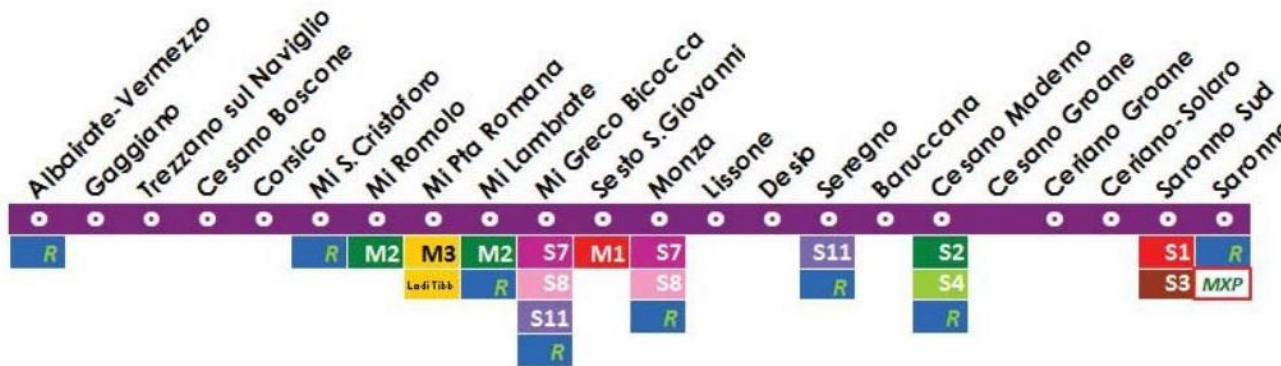 Albairate-Vermezzo
Gaggiano
Trezzano sul Naviglio
Cesano Boscone
Corsico
Mi S. Cristoforo
Mi Romolo
Mi Pta Romana
Mi Lambrate
Mi Greco Bicocca
Sesto S.Giovanni
Monza
Lissone
Desio
Seregno
Baruccana
Cesano Maderno
Cesano Groane
Ceriano Groane
Ceriano-Solaro
Saronno Sud
Saronno
R R M2 M3 M2 S7 M1 S7 S11 S2 S1 R
Lodi Tibb R S8 S8 R S4 S3 MXP
S11 R R
R